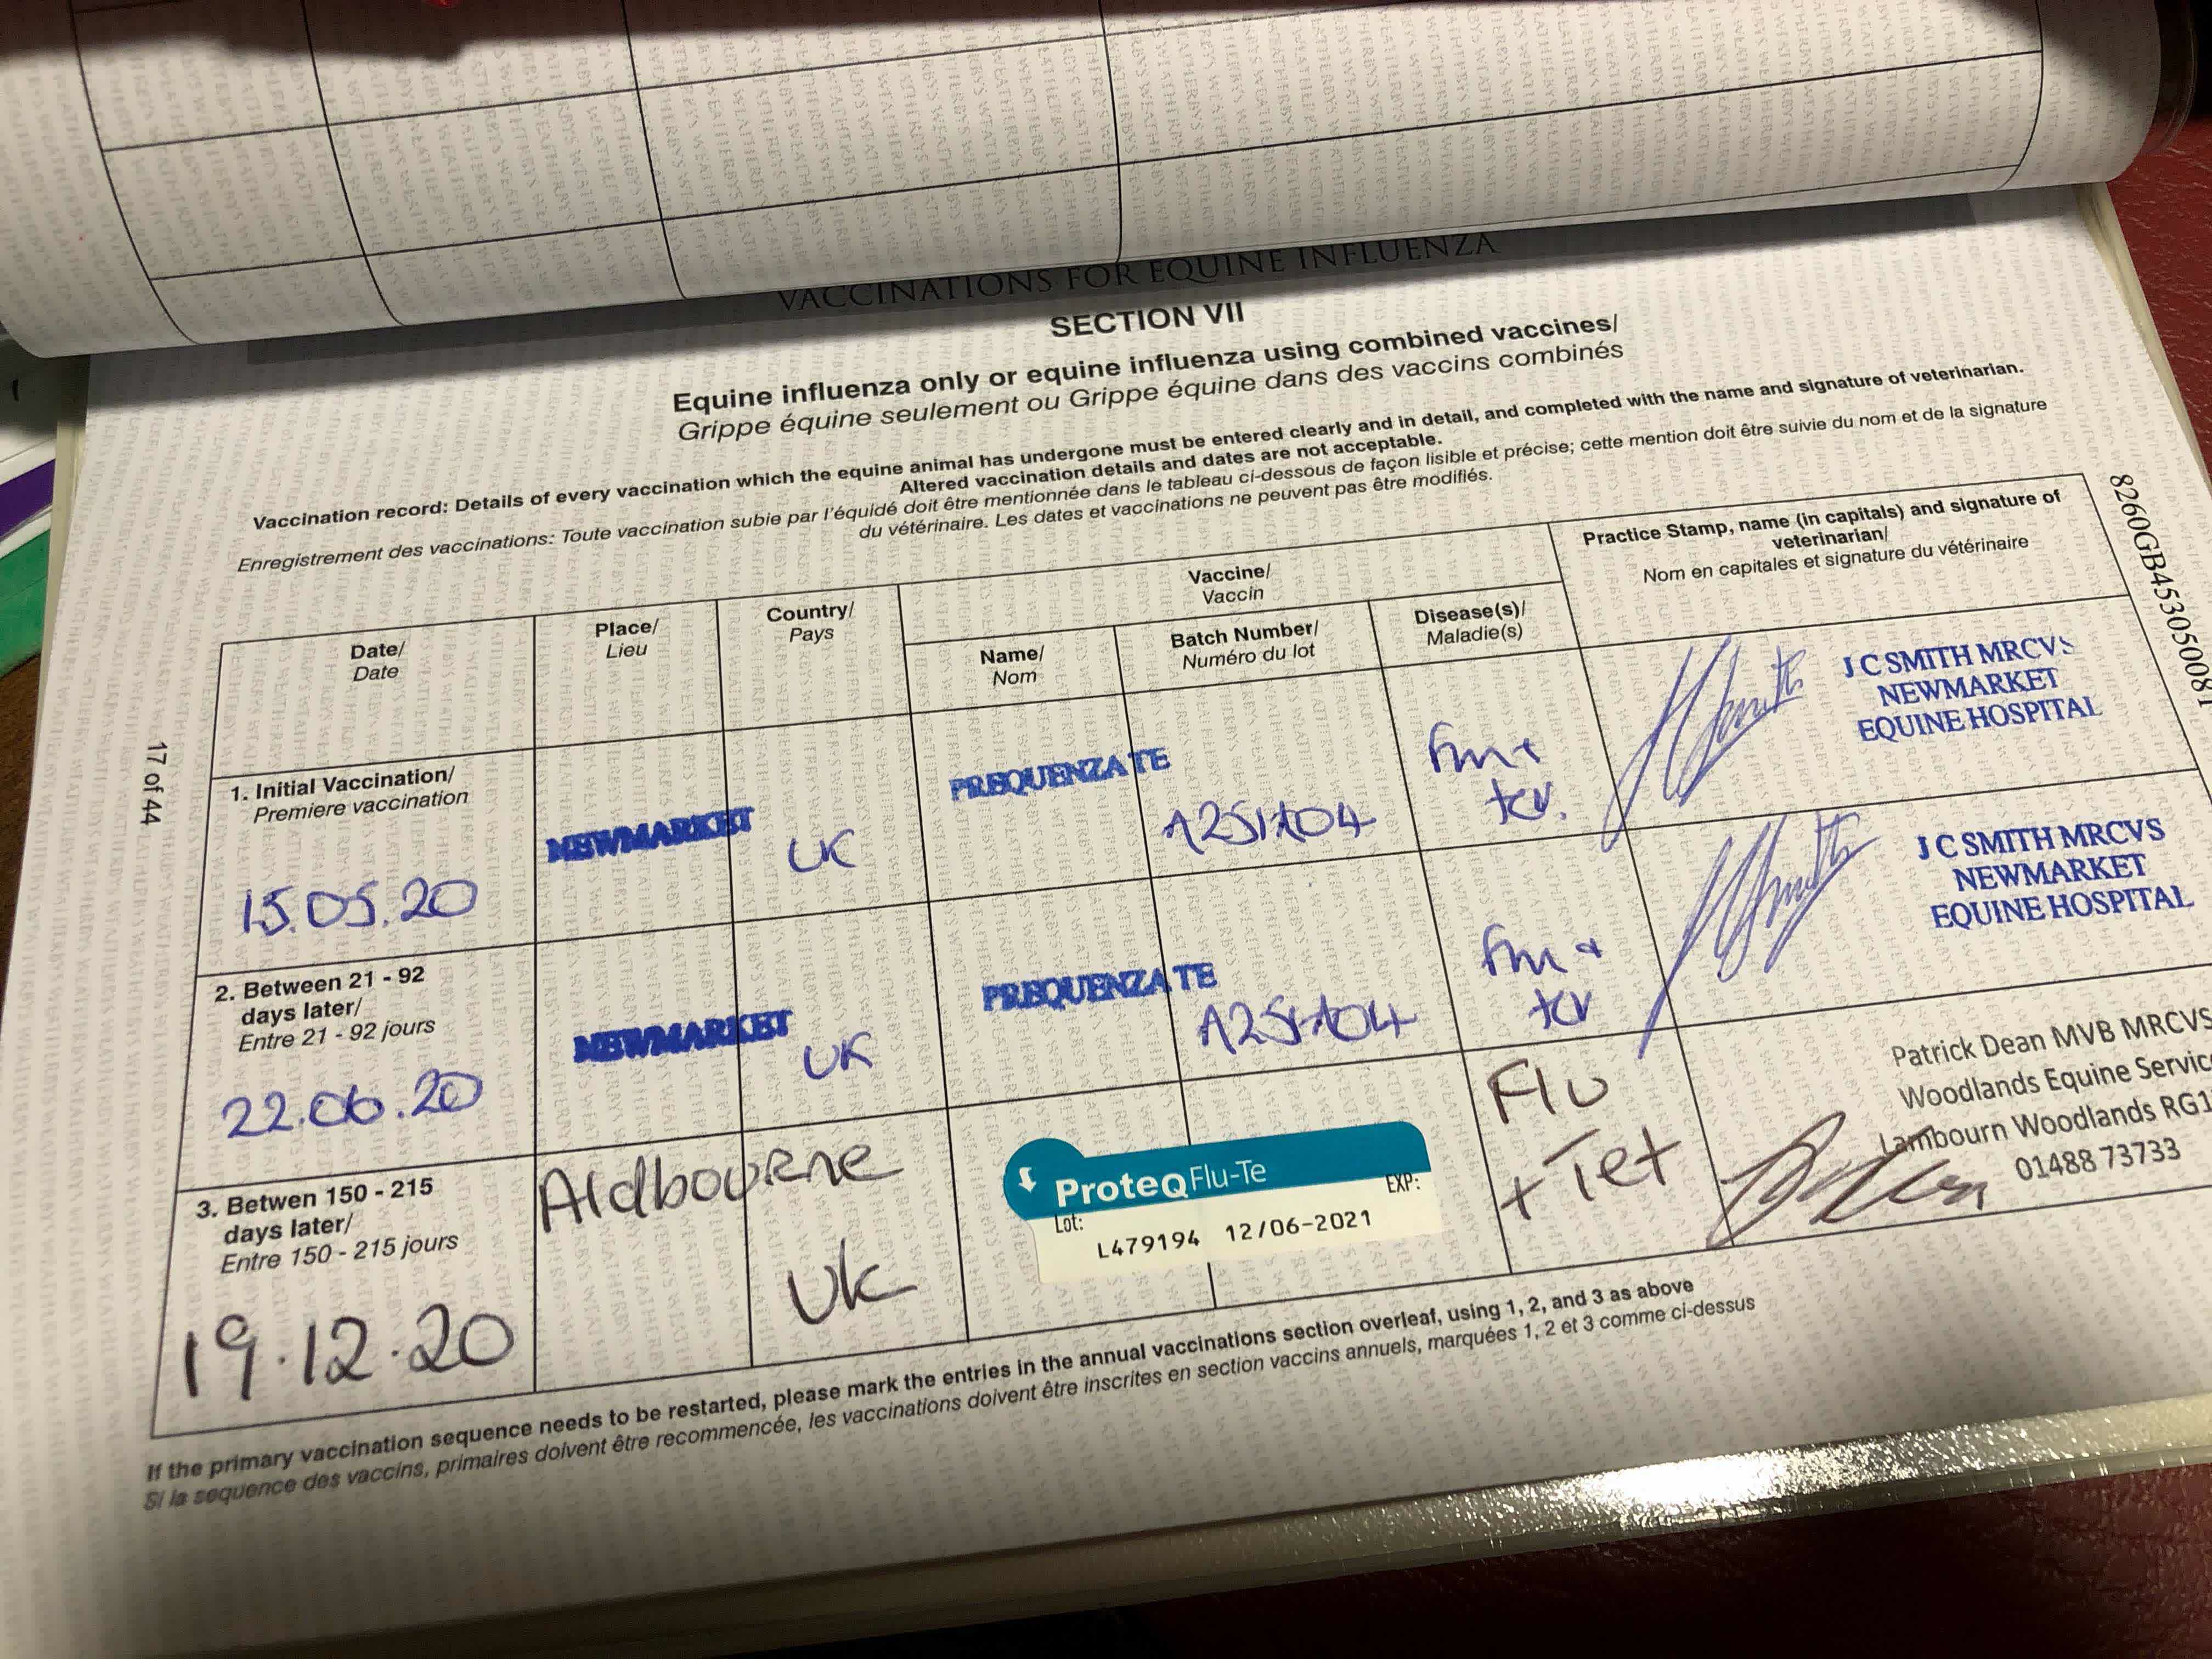 VACCINATIONS FOR EQUINE INFLUENZA
SECTION VII
Equine influenza only or equine influenza using combined vaccines/
Grippe équine seulement ou Grippe équine dans des vaccins combinés
Vaccination record: Details of every vaccination which the equine animal has undergone must be entered clearly and in detail, and completed with the name and signature of veterinarian.
Altered vaccination details and dates are not acceptable.
Enregistrement des vaccinations: Toute vaccination subie par l'équidé doit être mentionnée dans le tableau ci-dessous de façon lisible et précise; cette mention doit être suivie du nom et de la signature
du vétérinaire. Les dates et vaccinations ne peuvent pas être modifiés.
Date/
Date
Place/
Lieu
Country/
Pays
Vaccine/
Vaccin
Name/
Nom
Batch Number/
Numéro du lot
Disease(s)/
Maladie(s)
Practice Stamp, name (in capitals) and signature of
veterinarian/
Nom en capitales et signature du vétérinaire
1. Initial Vaccination/
Premiere vaccination
15.05.20
NEWMARKET
UK
PREQUENZA TE
A251A04
J C SMITH MRCVS
NEWMARKET
EQUINE HOSPITAL
2. Between 21 - 92
days later/
Entre 21 - 92 jours
22.06.20
NEWMARKET
UK
PREQUENZA TE
A251A04
J C SMITH MRCVS
NEWMARKET
EQUINE HOSPITAL
3. Betwen 150 - 215
days later/
Entre 150 - 215 jours
19.12.20
Aldbourne
UK
ProteqFlu-Te
Lot:
EXP:
L479194 12/06-2021
Flu
+ Tet
Patrick Dean MVB MRCVS
Woodlands Equine Servic
Lambourn Woodlands RG1
01488 73733
If the primary vaccination sequence needs to be restarted, please mark the entries in the annual vaccinations section overleaf, using 1, 2, and 3 as above
Si la sequence des vaccins, primaires doivent être recommencée, les vaccinations doivent être inscrites en section vaccins annuels, marquées 1, 2 et 3 comme ci-dessus
17 of 44
8260GB453050081